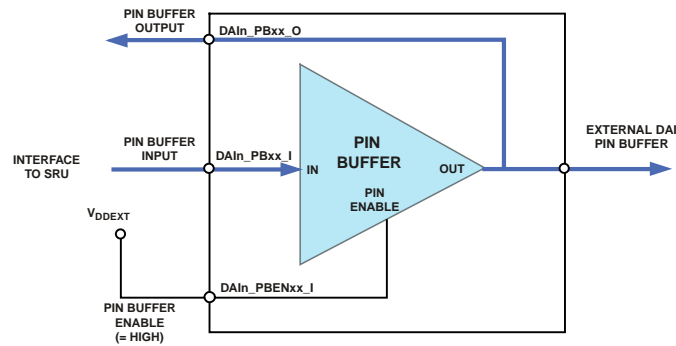 PIN BUFFER
OUTPUT
DAIn_PBxx_O
INTERFACE
TO SRU
PIN BUFFER
INPUT
DAIn_PBxx_I
IN
PIN
BUFFER
OUT
PIN
ENABLE
EXTERNAL DAI
PIN BUFFER
VDDEXT
DAIn_PBENxx_I
PIN BUFFER
ENABLE
(= HIGH)